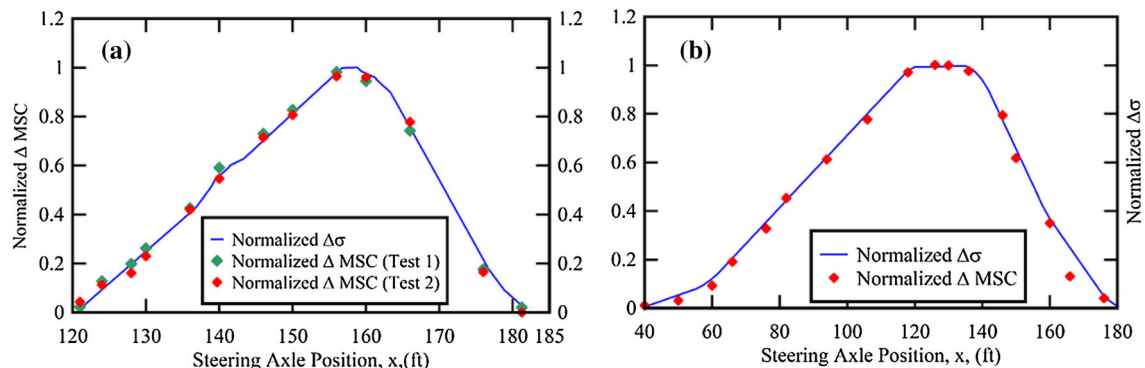 (a)
1.2
1
0.8
0.6
0.4
0.2
0
Normalized Δ MSC
1.2
1
0.8
0.6
0.4
0.2
0
Normalized Δσ
Normalized Δ MSC (Test 1)
Normalized Δ MSC (Test 2)
120 130 140 150 160 170 185
Steering Axle Position, x,(ft)
(b)
1.2
1
0.8
0.6
0.4
0.2
0
Normalized Δσ
Normalized Δσ
Normalized Δ MSC
40 60 80 100 120 140 160 180
Steering Axle Position, x, (ft)